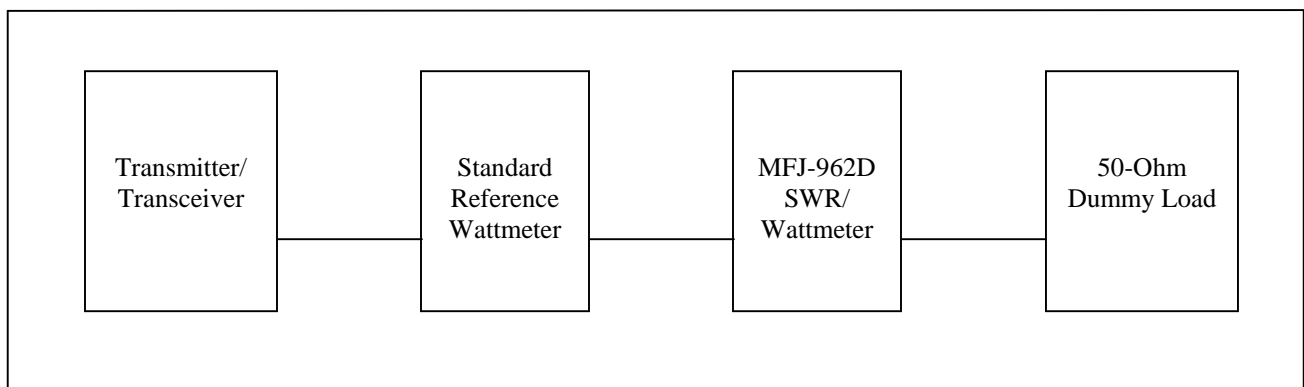 Transmitter/
Transceiver
Standard
Reference
Wattmeter
MFJ-962D
SWR/
Wattmeter
50-Ohm
Dummy Load